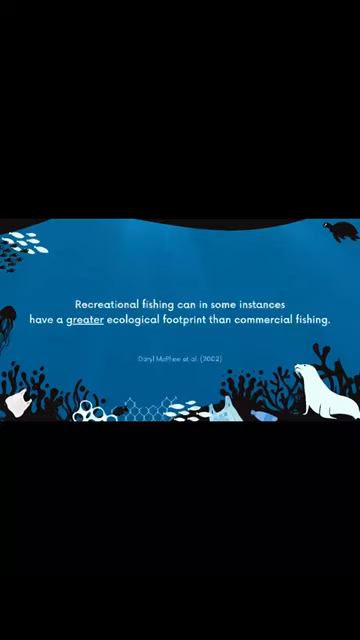 Recreational fishing can in some instances
have a greater ecological footprint than commercial fishing.
Daryl McPhee et al. (2002)